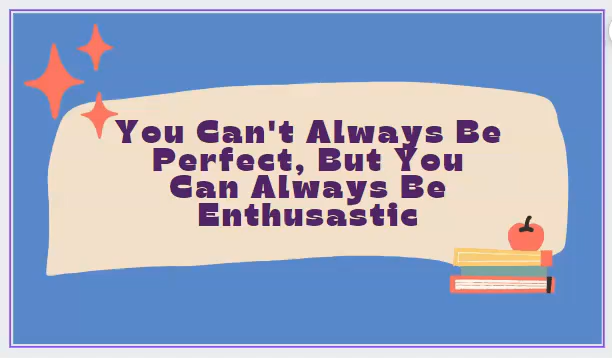 You Can't Always Be
Perfect, But You
Can Always Be
Enthusastic